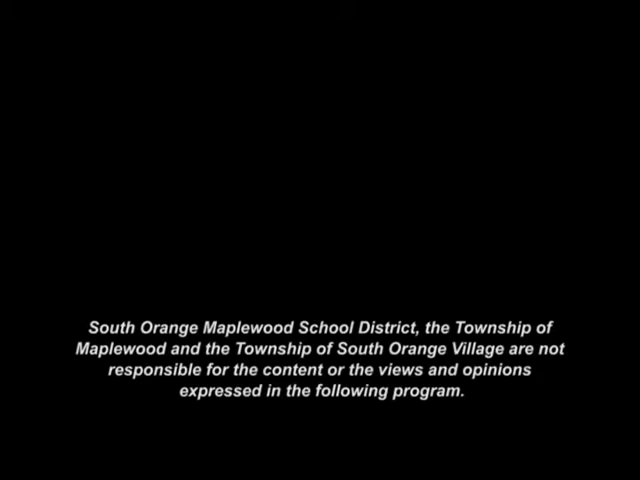 South Orange Maplewood School District, the Township of
Maplewood and the Township of South Orange Village are not
responsible for the content or the views and opinions
expressed in the following program.